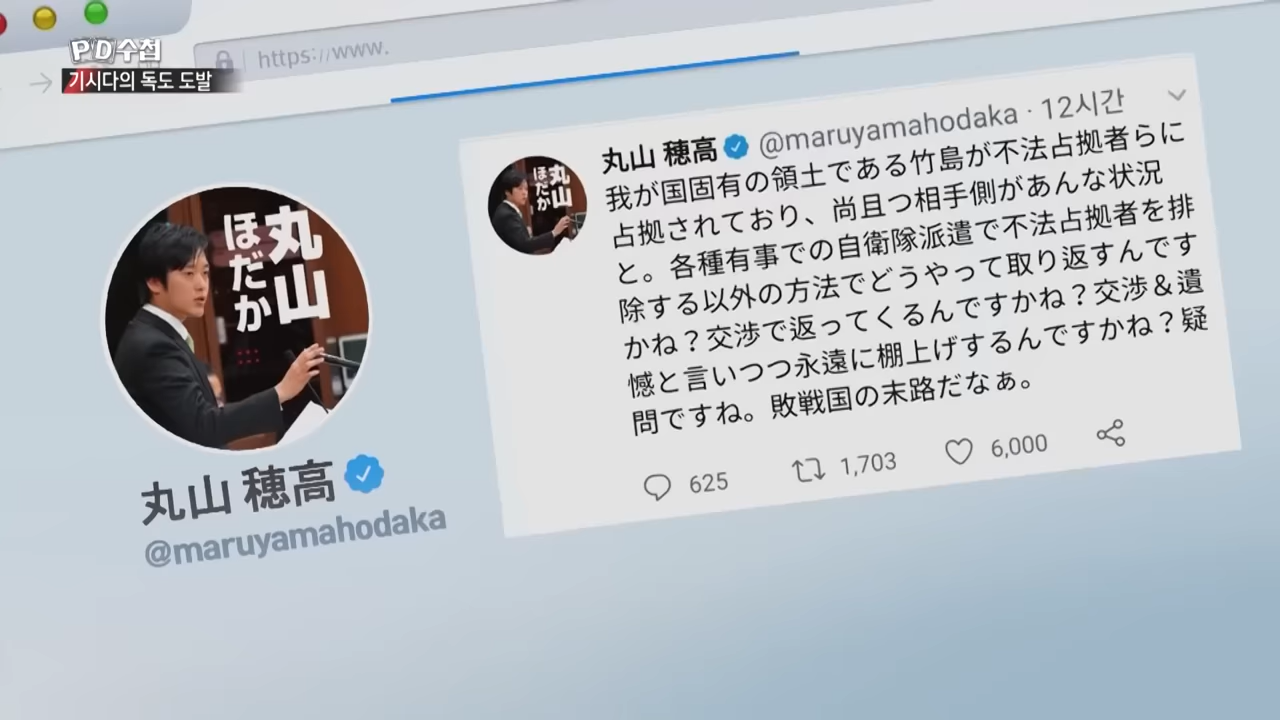 PD수첩
기시다의 독도 도발
https://www.
丸山
ほだか
丸山 穂高
@maruyamahodaka
丸山
ほだか
丸山 穂高 @maruyamahodaka · 12시간
我が国固有の領土である竹島が不法占拠者らに
占拠されており、尚且つ相手側があんな状況
と。各種有事での自衛隊派遣で不法占拠者を排
除する以外の方法でどうやって取り返すんです
かね？交渉で返ってくるんですかね？交渉＆遺
憾と言いつつ永遠に棚上げするんですかね？疑
問ですね。敗戦国の末路だなぁ。
625 1,703 6,000